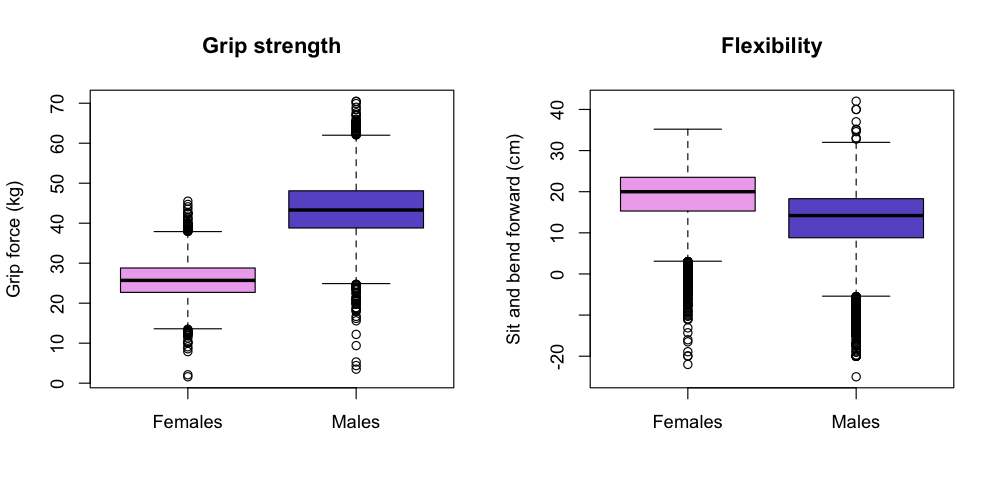 Grip strength
Grip force (kg)
70
60
50
40
30
20
10
0
Females Males
Flexibility
Sit and bend forward (cm)
40
30
20
10
0
-20
Females Males